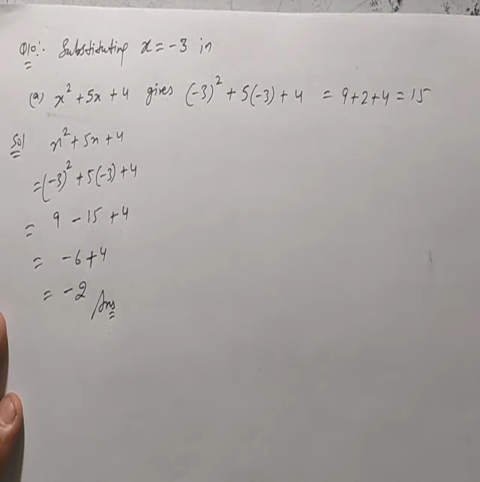 Q10:- Substituting x = -3 in
(a) x² + 5x + 4 gives (-3)² + 5(-3) + 4 = 9+2+4 = 15
Sol x² + 5x + 4
= (-3)² + 5(-3) + 4
= 9 - 15 + 4
= -6+4
= -2 Ans